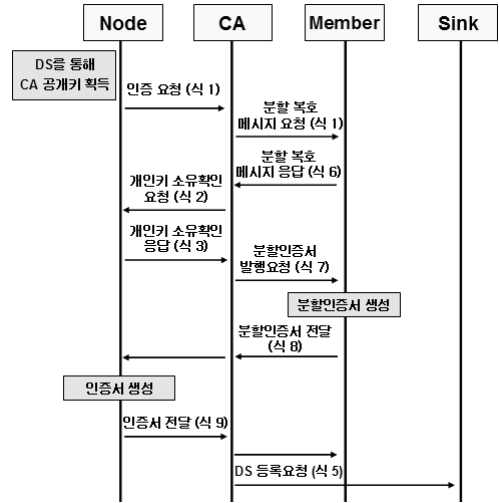 Node
CA
Member
Sink
DS를 통해
CA 공개키 획득
인증 요청 (식 1)
분할 복호
메시지 요청 (식 1)
분할 복호
메시지 응답 (식 6)
개인키 소유확인
요청 (식 2)
개인키 소유확인
응답 (식 3)
분할인증서
발행요청 (식 7)
분할인증서 생성
분할인증서 전달
(식 8)
인증서 생성
인증서 전달 (식 9)
DS 등록요청 (식 5)